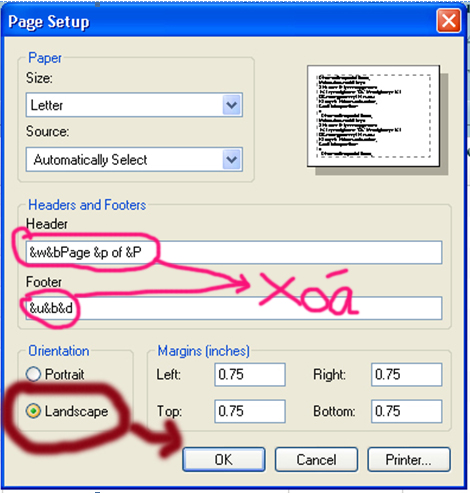 Page Setup
Paper
Size:
Letter
Source:
Automatically Select
Headers and Footers
Header
&w&bPage &p of &P
Xoá
Footer
&u&b&d
Orientation
Portrait
Landscape
Margins (inches)
Left: 0.75 Right: 0.75
Top: 0.75 Bottom: 0.75
OK Cancel Printer...